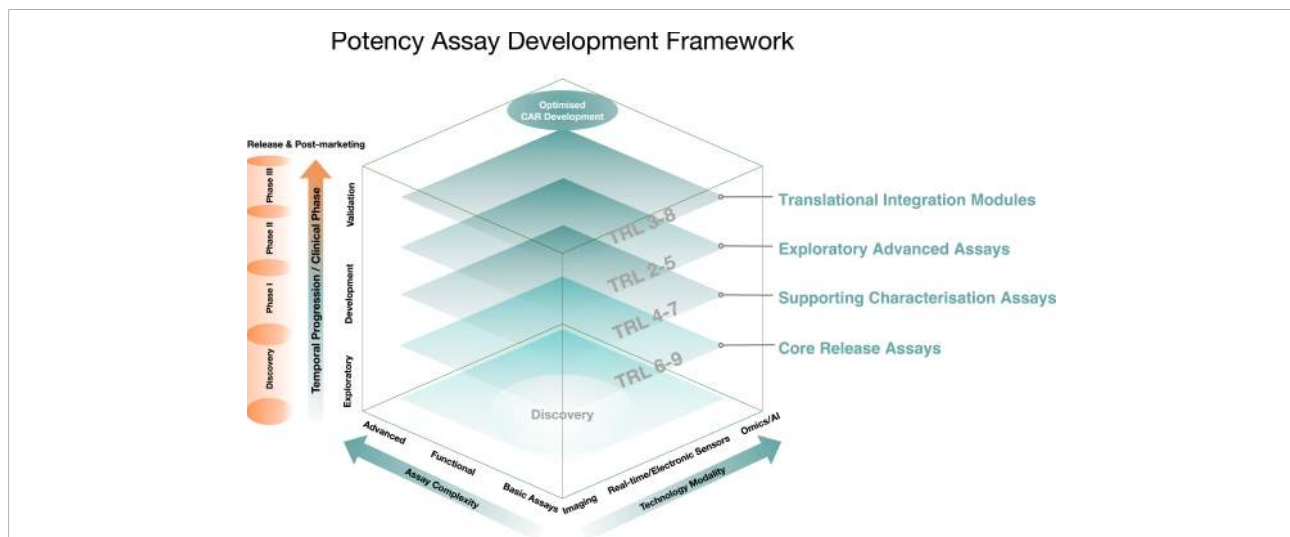 Potency Assay Development Framework
Optimised
CAR Development
Release & Post-marketing
Phase III
Phase II
Phase I
Discovery
Temporal Progression / Clinical Phase
Validation
Development
Exploratory
TRL 3-8
TRL 2-5
TRL 4-7
TRL 6-9
Translational Integration Modules
Exploratory Advanced Assays
Supporting Characterisation Assays
Core Release Assays
Discovery
Advanced
Functional
Basic Assays
Assay Complexity
Imaging
Real-time/Electronic Sensors
Omics/AI
Technology Modality